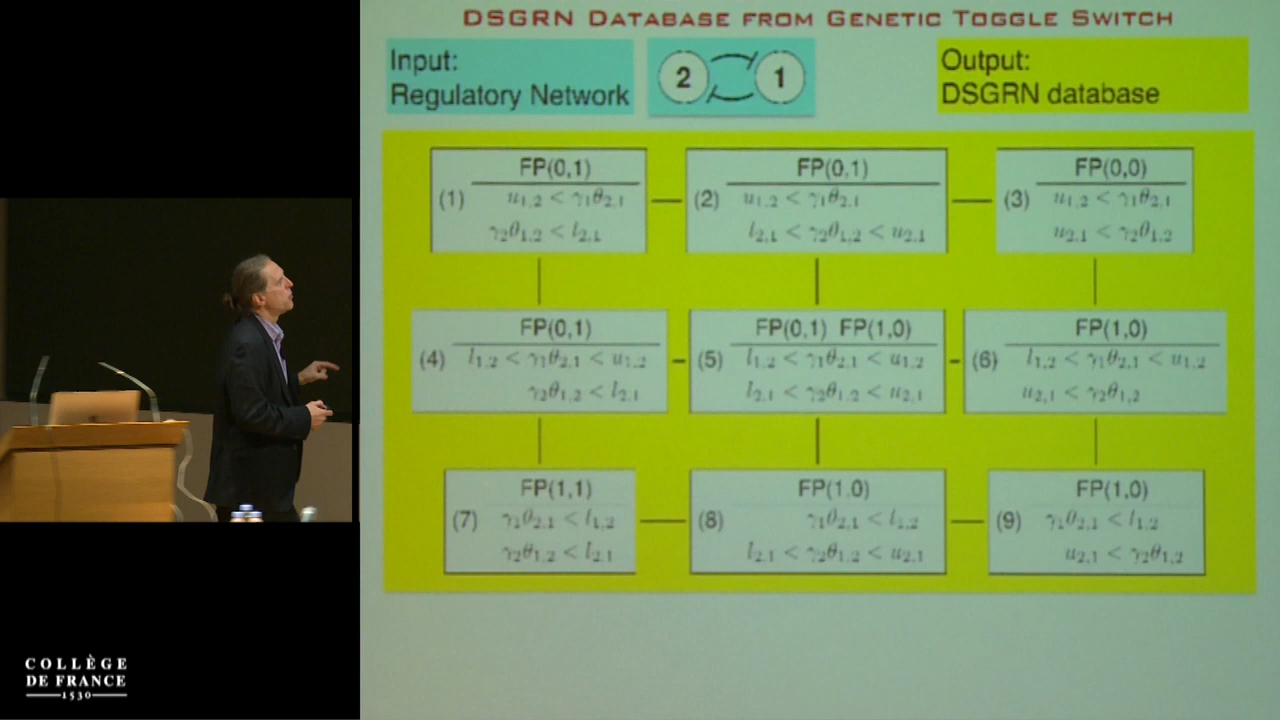 DSGRN DATABASE FROM GENETIC TOGGLE SWITCH
Input:
Regulatory Network
2 1
Output:
DSGRN database
FP(0,1)
(1) u₁,₂ < γ₁θ₂,₁
γ₂θ₁,₂ < l₂,₁
FP(0,1)
(2) u₁,₂ < γ₁θ₂,₁
l₂,₁ < γ₂θ₁,₂ < u₂,₁
FP(0,0)
(3) u₁,₂ < γ₁θ₂,₁
u₂,₁ < γ₂θ₁,₂
FP(0,1)
(4) l₁,₂ < γ₁θ₂,₁ < u₁,₂
γ₂θ₁,₂ < l₂,₁
FP(0,1) FP(1,0)
(5) l₁,₂ < γ₁θ₂,₁ < u₁,₂
l₂,₁ < γ₂θ₁,₂ < u₂,₁
FP(1,0)
(6) l₁,₂ < γ₁θ₂,₁ < u₁,₂
u₂,₁ < γ₂θ₁,₂
FP(1,1)
(7) γ₁θ₂,₁ < l₁,₂
γ₂θ₁,₂ < l₂,₁
FP(1,0)
(8) γ₁θ₂,₁ < l₁,₂
l₂,₁ < γ₂θ₁,₂ < u₂,₁
FP(1,0)
(9) γ₁θ₂,₁ < l₁,₂
u₂,₁ < γ₂θ₁,₂
COLLÈGE
DE FRANCE
1530